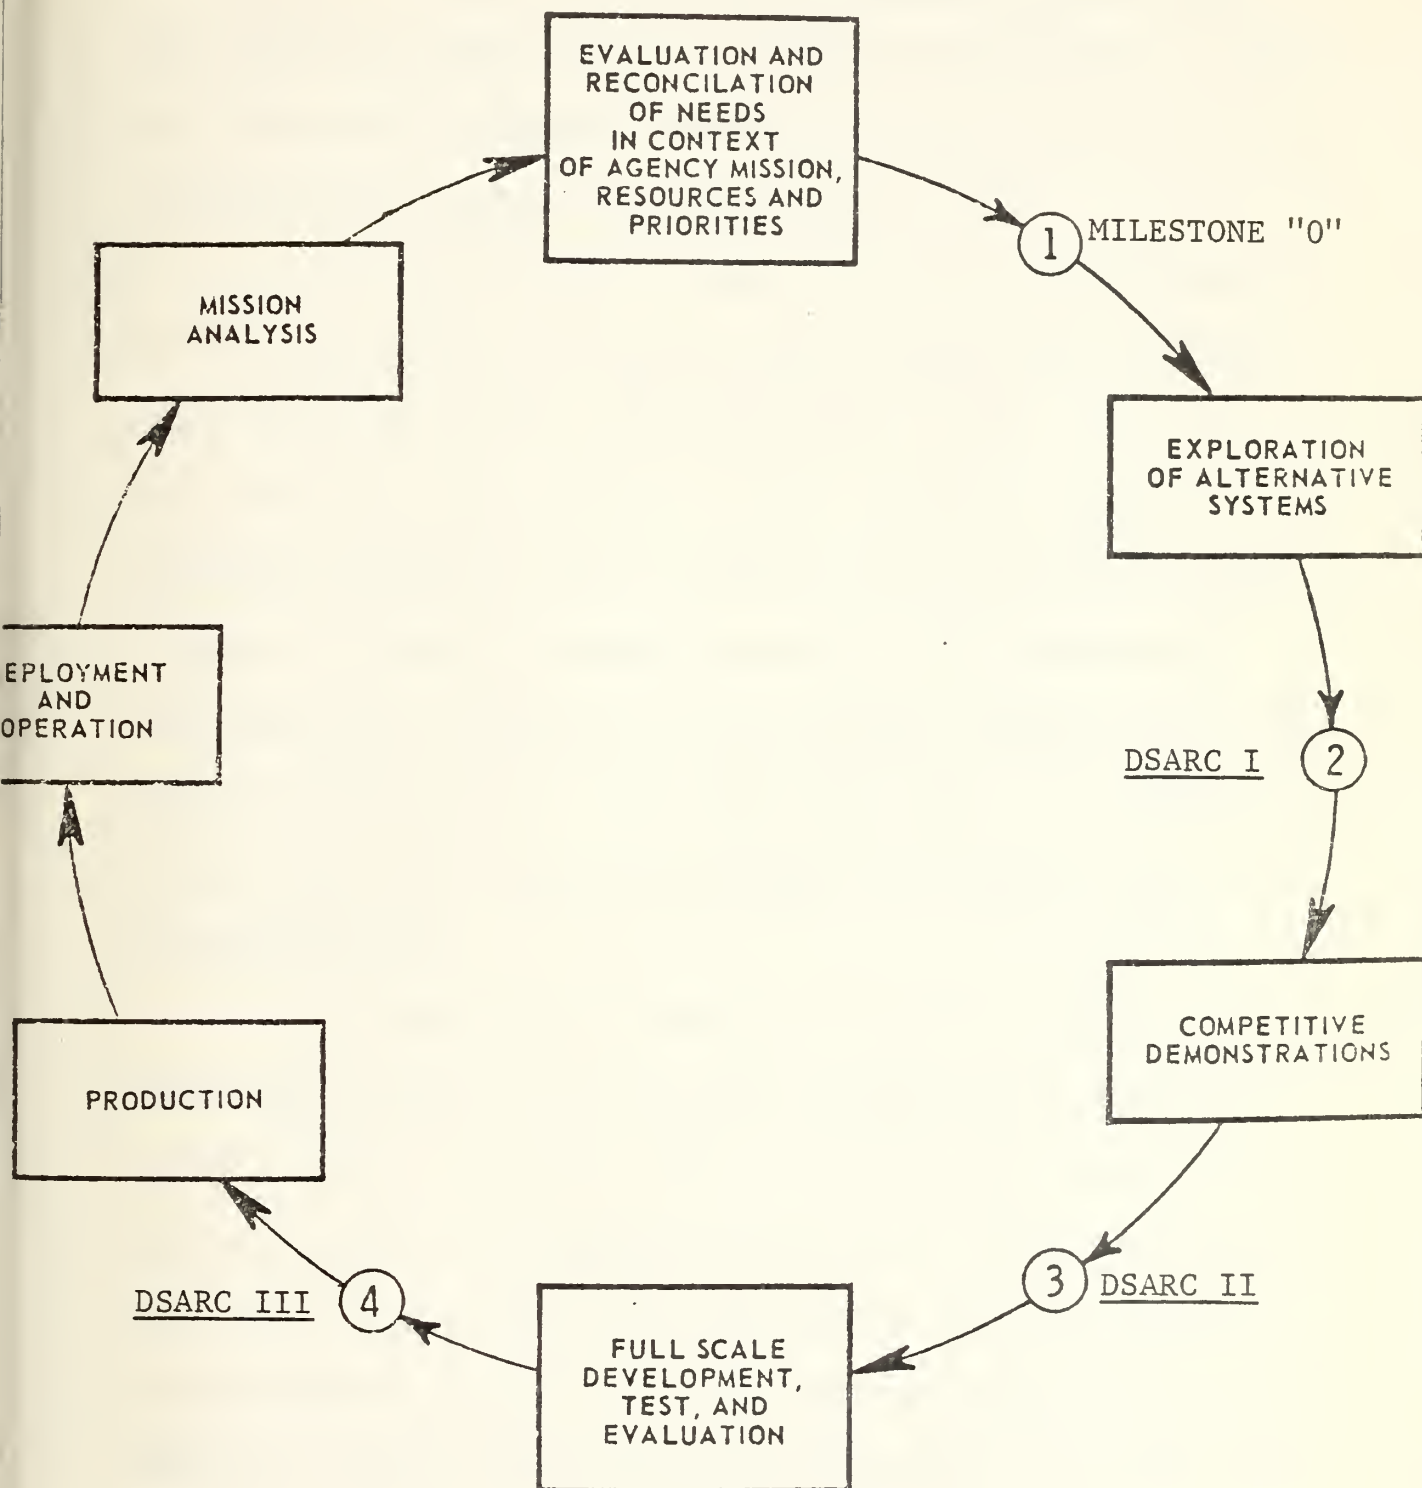 EVALUATION AND
RECONCILATION
OF NEEDS
IN CONTEXT
OF AGENCY MISSION,
RESOURCES AND
PRIORITIES
1
MILESTONE "0"
MISSION
ANALYSIS
EXPLORATION
OF ALTERNATIVE
SYSTEMS
EPLOYMENT
AND
OPERATION
DSARC I
2
COMPETITIVE
DEMONSTRATIONS
PRODUCTION
3
DSARC II
DSARC III
4
FULL SCALE
DEVELOPMENT,
TEST, AND
EVALUATION